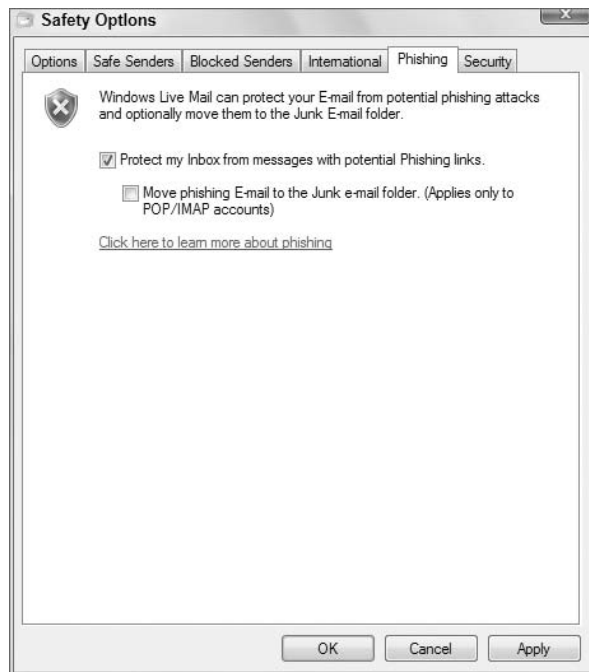 Safety Options
Options Safe Senders Blocked Senders International Phishing Security
Windows Live Mail can protect your E-mail from potential phishing attacks
and optionally move them to the Junk E-mail folder.
Protect my Inbox from messages with potential Phishing links.
Move phishing E-mail to the Junk e-mail folder. (Applies only to
POP/IMAP accounts)
Click here to learn more about phishing
OK Cancel Apply